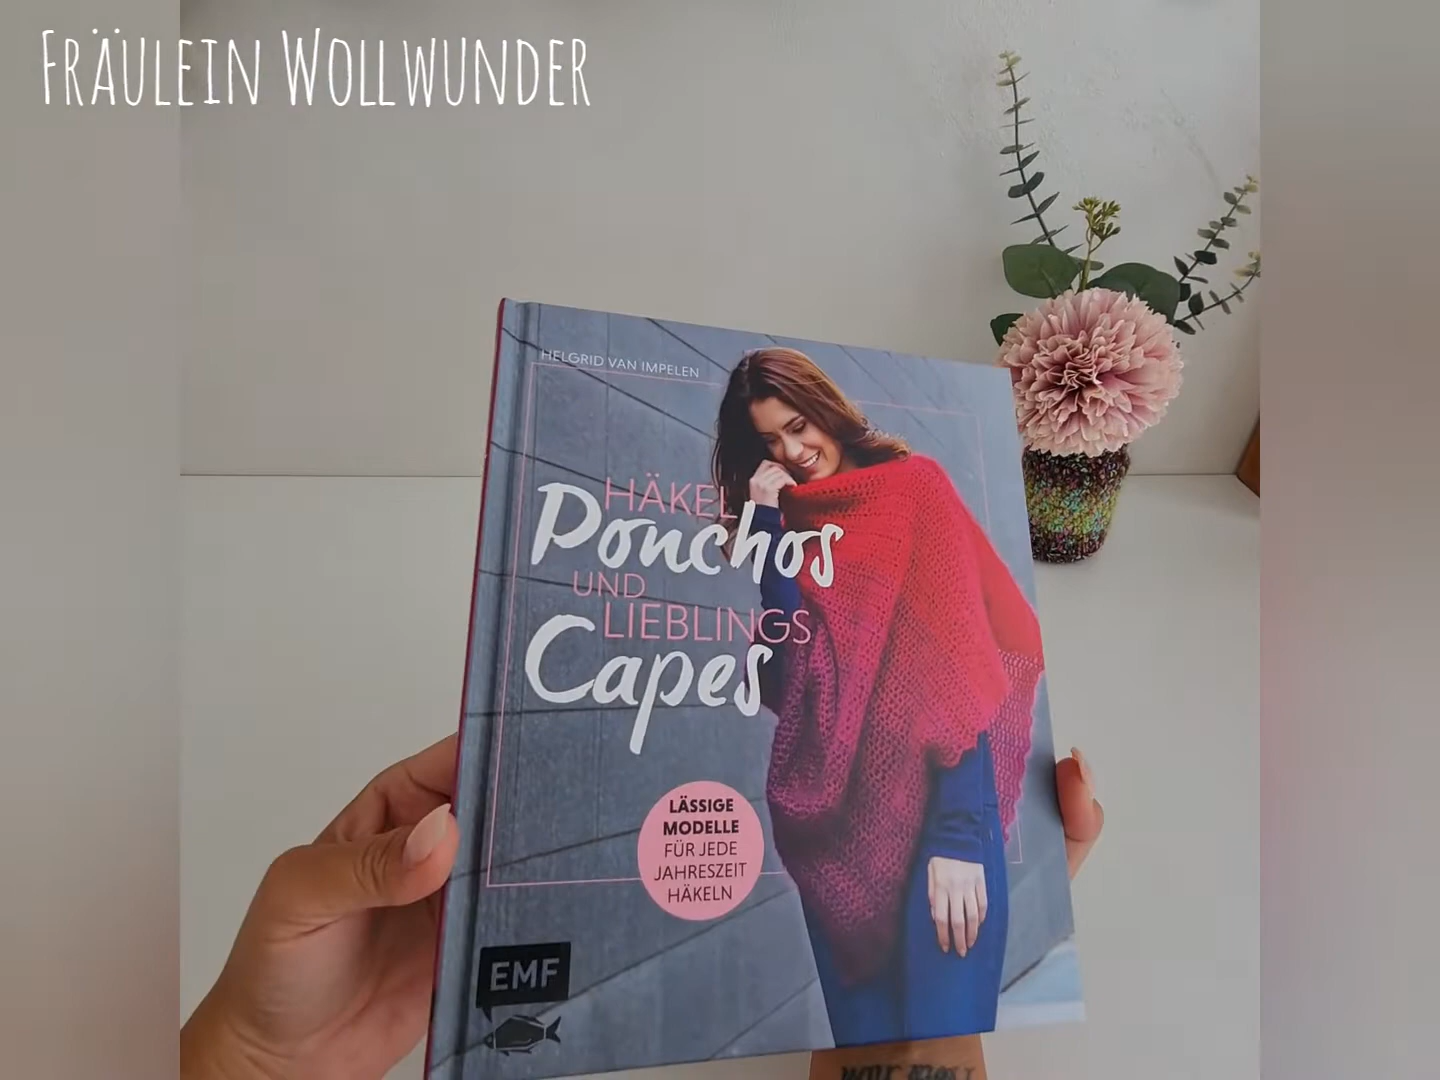 FRÄULEIN WOLLWUNDER
HELGRID VAN IMPELEN
HÄKEL
Ponchos
UND
LIEBLINGS
Capes
LÄSSIGE
MODELLE
FÜR JEDE
JAHRESZEIT
HÄKELN
EMF